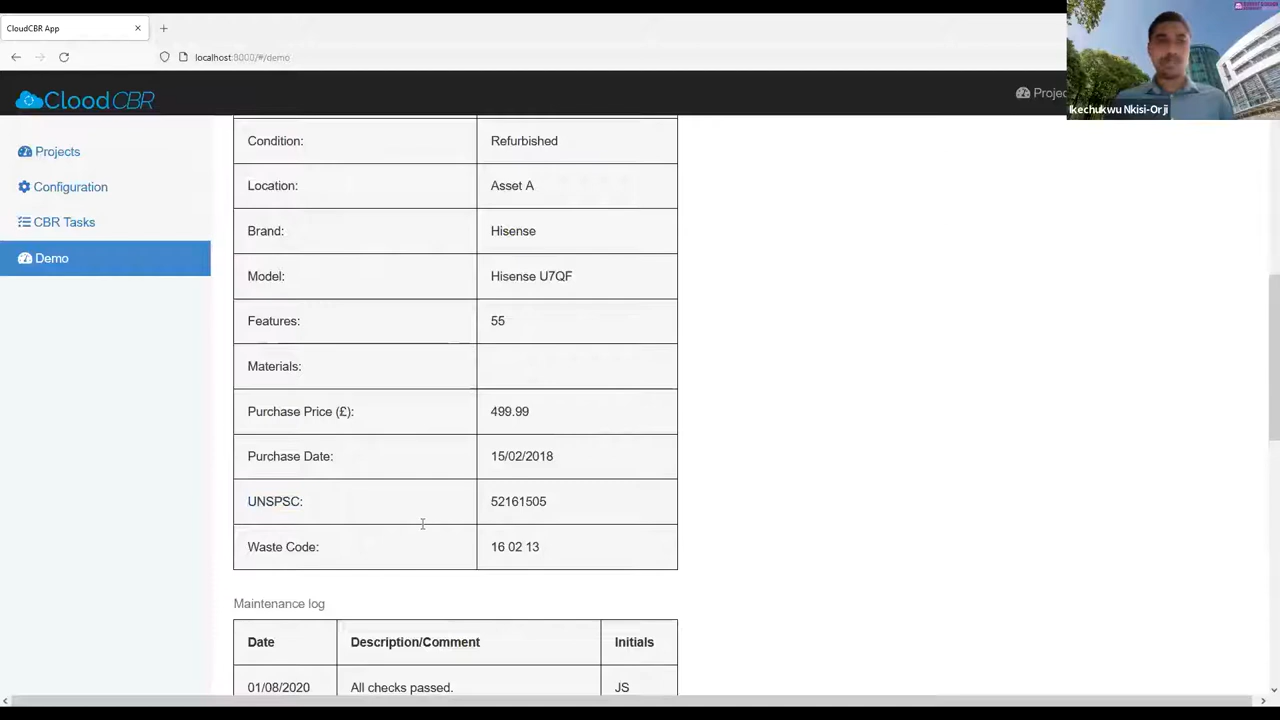 CloudCBR App
localhost:8000/#/demo
CloodCBR
Projec
Ikechukwu Nkisi-Orji
Projects
Configuration
CBR Tasks
Demo
Condition: Refurbished
Location: Asset A
Brand: Hisense
Model: Hisense U7QF
Features: 55
Materials:
Purchase Price (£): 499.99
Purchase Date: 15/02/2018
UNSPSC: 52161505
Waste Code: 16 02 13
Maintenance log
Date Description/Comment Initials
01/08/2020 All checks passed. JS